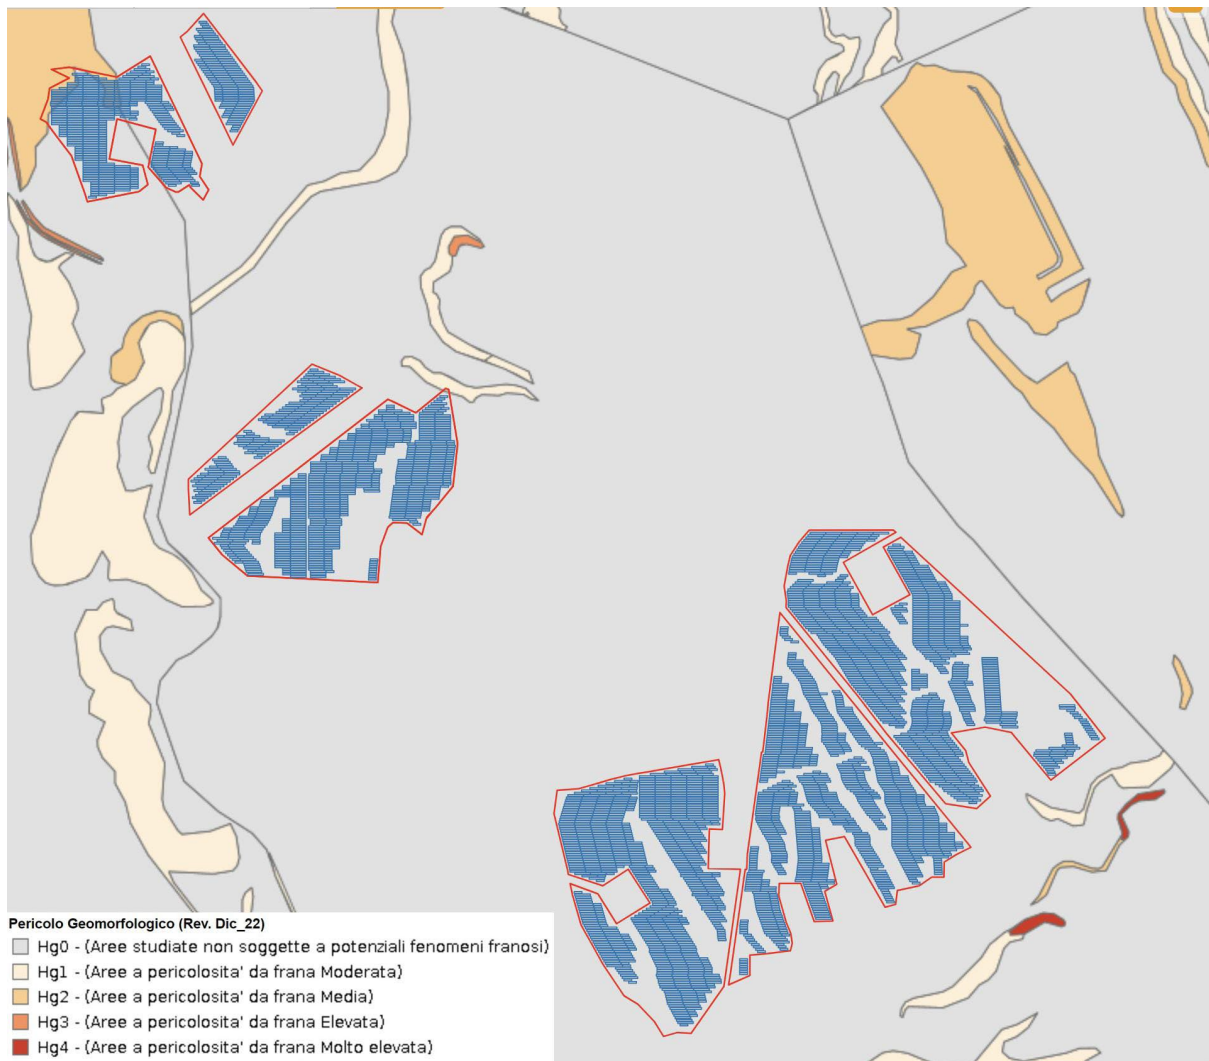 Pericolo Geomorfologico (Rev. Dic_22)
Hg0 - (Aree studiate non soggette a potenziali fenomeni franosi)
Hg1 - (Aree a pericolosita' da frana Moderata)
Hg2 - (Aree a pericolosita' da frana Media)
Hg3 - (Aree a pericolosita' da frana Elevata)
Hg4 - (Aree a pericolosita' da frana Molto elevata)